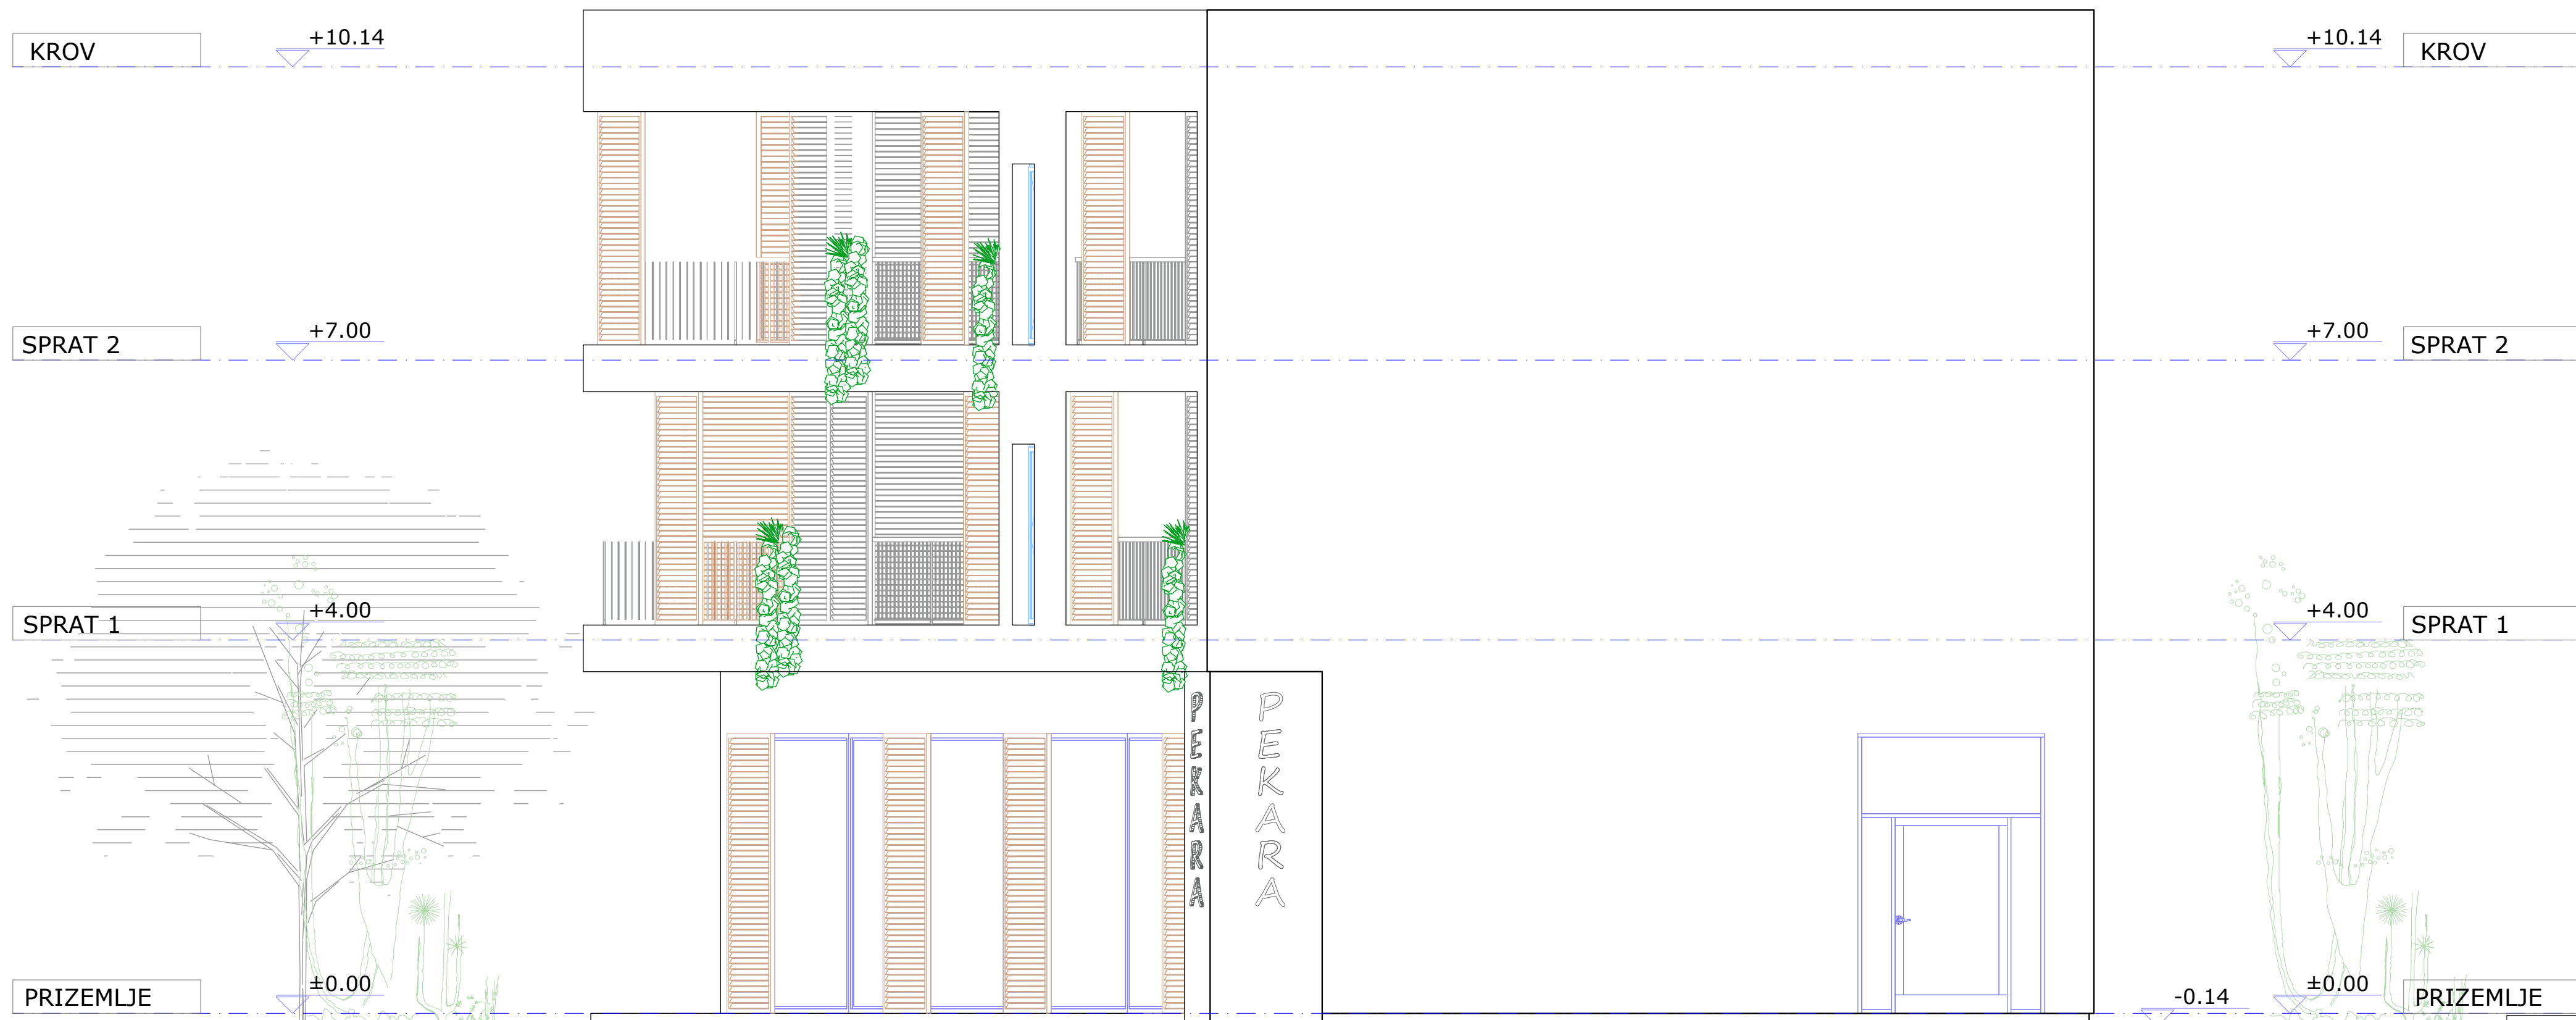 KROV +10.14 +10.14 KROV
SPRAT 2 +7.00 +7.00 SPRAT 2
SPRAT 1 +4.00 +4.00 SPRAT 1
PEKARA
PEKARA
PRIZEMLJE ±0.00 -0.14 ±0.00 PRIZEMLJE